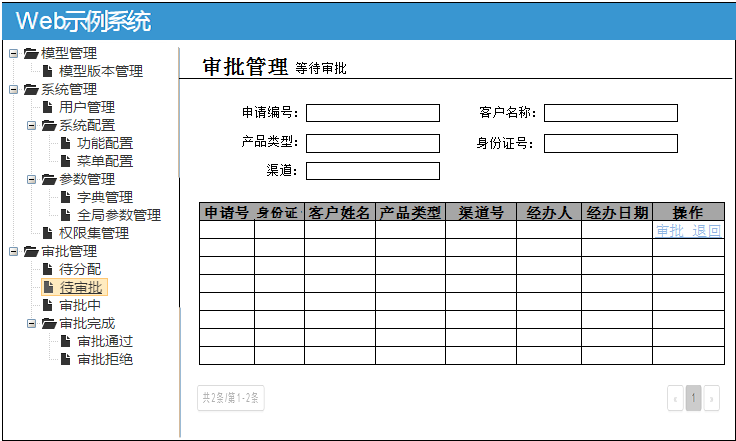 Web示例系统
模型管理
模型版本管理
系统管理
用户管理
系统配置
功能配置
菜单配置
参数管理
字典管理
全局参数管理
权限集管理
审批管理
待分配
待审批
审批中
审批完成
审批通过
审批拒绝
审批管理 等待审批
申请编号： 客户名称：
产品类型： 身份证号：
渠道：
申请号 身份证 客户姓名 产品类型 渠道号 经办人 经办日期 操作
审批 退回
共2条/第1-2条 « 1 »